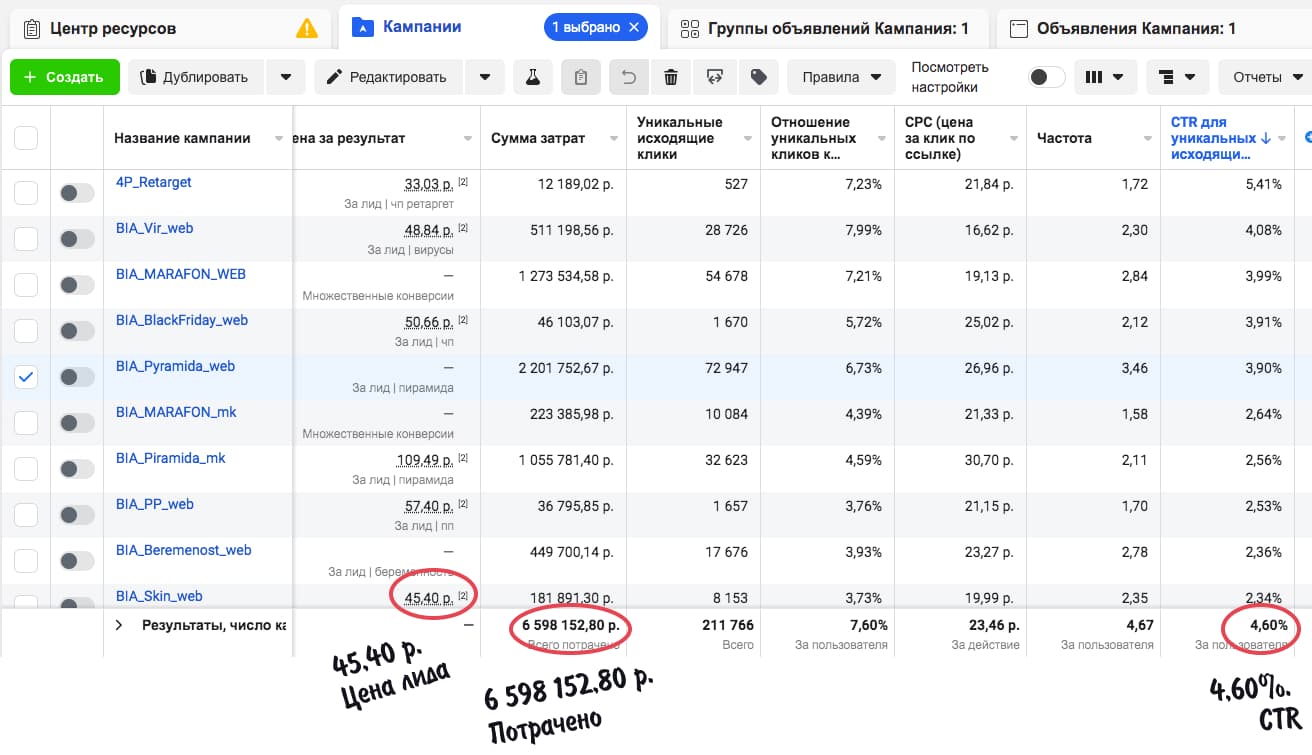 Центр ресурсов
Кампании
1 выбрано ✕
Группы объявлений Кампания: 1
Объявления Кампания: 1
+ Создать
Дублировать
Редактировать
Правила
Посмотреть
настройки
Отчеты
Название кампании
ена за результат
Сумма затрат
Уникальные
исходящие
клики
Отношение
уникальных
кликов к...
CPC (цена
за клик по
ссылке)
Частота
CTR для
уникальных ↓
исходящи...
4P_Retarget 33,03 р. [2] 12 189,02 р. 527 7,23% 21,84 р. 1,72 5,41%
За лид | чп ретаргет
BIA_Vir_web 48,84 р. [2] 511 198,56 р. 28 726 7,99% 16,62 р. 2,30 4,08%
За лид | вирусы
BIA_MARAFON_WEB — 1 273 534,58 р. 54 678 7,21% 19,13 р. 2,84 3,99%
Множественные конверсии
BIA_BlackFriday_web 50,66 р. [2] 46 103,07 р. 1 670 5,72% 25,02 р. 2,12 3,91%
За лид | чп
BIA_Pyramida_web — 2 201 752,67 р. 72 947 6,73% 26,96 р. 3,46 3,90%
За лид | пирамида
BIA_MARAFON_mk — 223 385,98 р. 10 084 4,39% 21,33 р. 1,58 2,64%
Множественные конверсии
BIA_Piramida_mk 109,49 р. [2] 1 055 781,40 р. 32 623 4,59% 30,70 р. 2,11 2,56%
За лид | пирамида
BIA_PP_web 57,40 р. [2] 36 795,85 р. 1 657 3,76% 21,15 р. 1,70 2,53%
За лид | пп
BIA_Beremenost_web — 449 700,14 р. 17 676 3,93% 23,27 р. 2,78 2,36%
За лид | беременность
BIA_Skin_web 45,40 р. [2] 181 891,30 р. 8 153 3,73% 19,99 р. 2,35 2,34%
Результаты, число ка — 6 598 152,80 р. 211 766 7,60% 23,46 р. 4,67 4,60%
Всего потрачено Всего За пользователя За действие За пользователя За пользователя
45,40 р.
Цена лида
6 598 152,80 р.
Потрачено
4,60%.
CTR